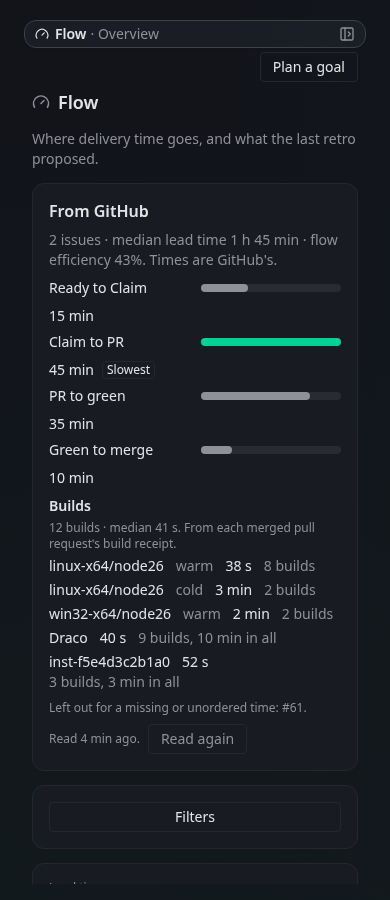 Flow · Overview
Plan a goal
Flow
Where delivery time goes, and what the last retro
proposed.
From GitHub
2 issues · median lead time 1 h 45 min · flow
efficiency 43%. Times are GitHub's.
Ready to Claim
15 min
Claim to PR
45 min Slowest
PR to green
35 min
Green to merge
10 min
Builds
12 builds · median 41 s. From each merged pull
request's build receipt.
linux-x64/node26 warm 38 s 8 builds
linux-x64/node26 cold 3 min 2 builds
win32-x64/node26 warm 2 min 2 builds
Draco 40 s 9 builds, 10 min in all
inst-f5e4d3c2b1a0 52 s
3 builds, 3 min in all
Left out for a missing or unordered time: #61.
Read 4 min ago. Read again
Filters